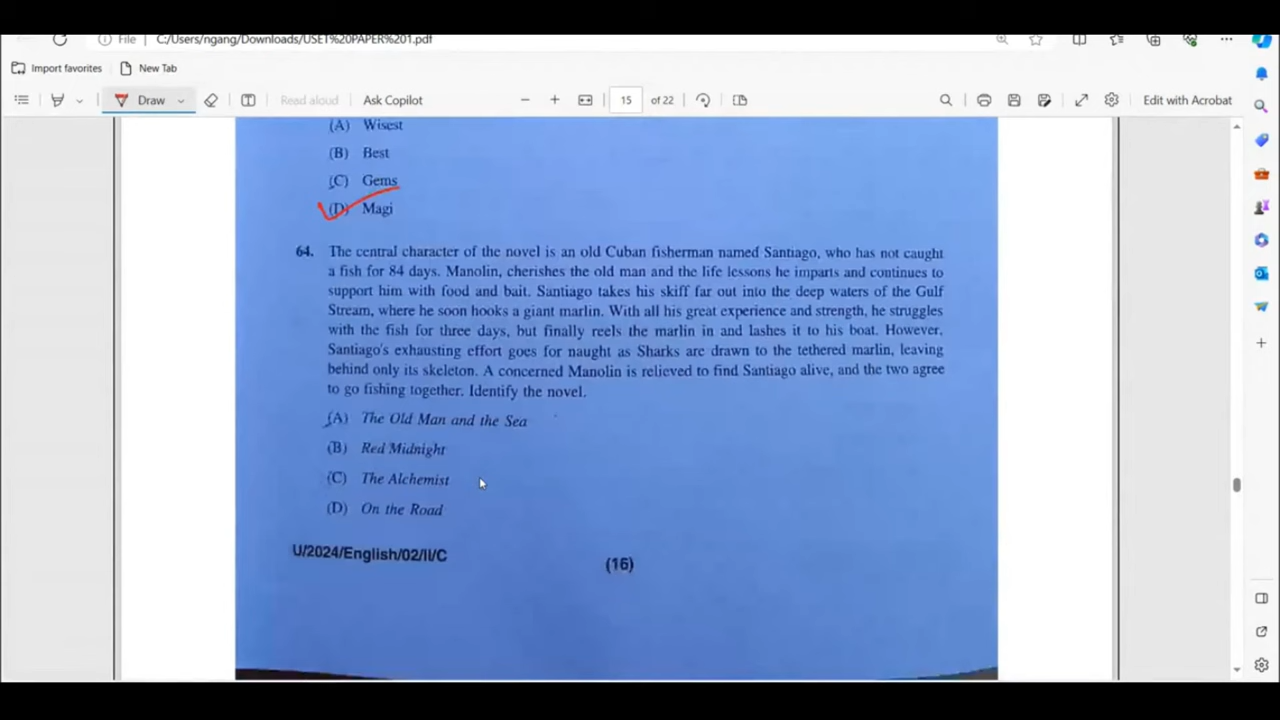 File C:/Users/ngang/Downloads/USET%20PAPER%201.pdf
Import favorites New Tab
Draw Read aloud Ask Copilot 15 of 22 Edit with Acrobat
(A) Wisest
(B) Best
(C) Gems
(D) Magi
64. The central character of the novel is an old Cuban fisherman named Santiago, who has not caught
a fish for 84 days. Manolin, cherishes the old man and the life lessons he imparts and continues to
support him with food and bait. Santiago takes his skiff far out into the deep waters of the Gulf
Stream, where he soon hooks a giant marlin. With all his great experience and strength, he struggles
with the fish for three days, but finally reels the marlin in and lashes it to his boat. However,
Santiago's exhausting effort goes for naught as Sharks are drawn to the tethered marlin, leaving
behind only its skeleton. A concerned Manolin is relieved to find Santiago alive, and the two agree
to go fishing together. Identify the novel.
(A) The Old Man and the Sea
(B) Red Midnight
(C) The Alchemist
(D) On the Road
U/2024/English/02/II/C
(16)